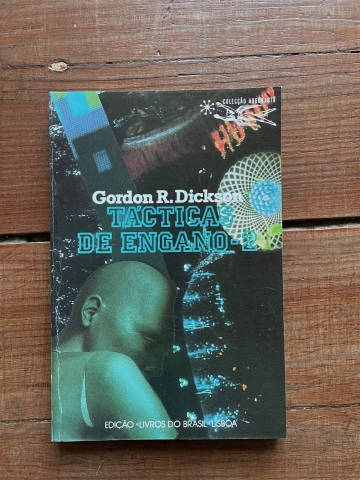 COLECÇÃO ARGONAUTA
Gordon R. Dickson
TÁCTICAS
DE ENGANO-2
EDIÇÃO «LIVROS DO BRASIL» LISBOA